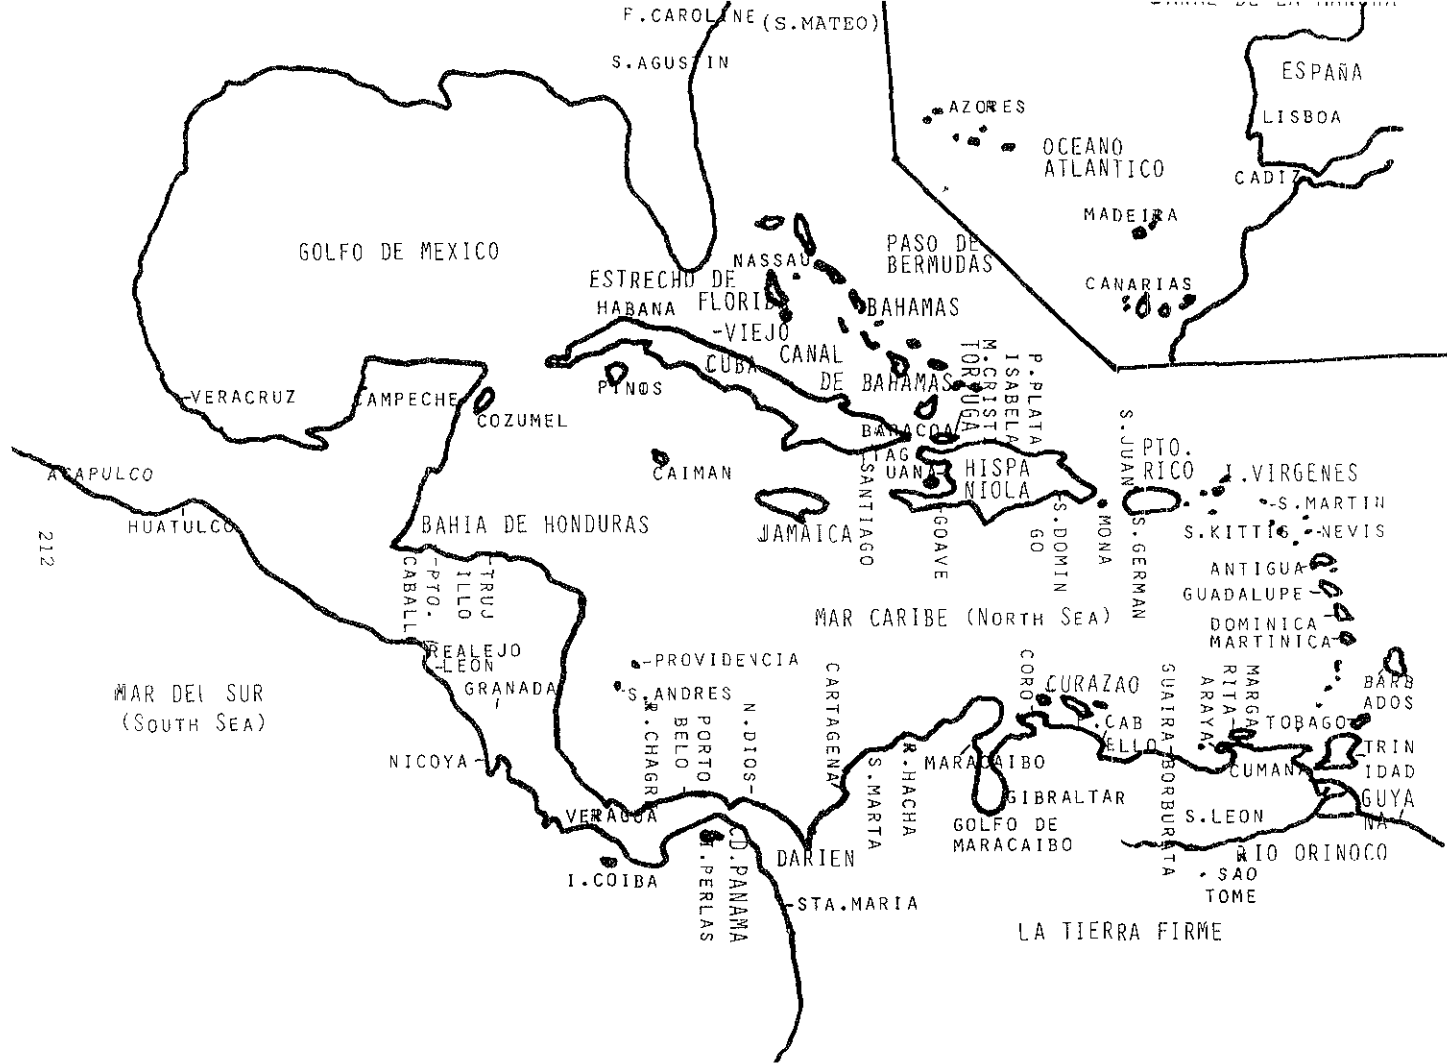 F.CAROLINE (S.MATEO)
S.AGUSTIN
ESPAÑA
LISBOA
AZORES
OCEANO
ATLANTICO
CADIZ
MADEIRA
CANARIAS
GOLFO DE MEXICO
PASO DE
BERMUDAS
NASSAU
ESTRECHO DE
FLORIDA
HABANA
-VIEJO
BAHAMAS
CUBA
CANAL
DE BAHAMAS
PINOS
VERACRUZ
CAMPECHE
COZUMEL
TORTUGA
M.CRISTI
ISABELA
P.PLATA
BARACOA
ITAG
UANA
HISPA
NIOLA
S.JUAN
PTO.
RICO
I.VIRGENES
-S.MARTIN
S.KITTIS
-NEVIS
ACAPULCO
HUATULCO
CAIMAN
JAMAICA
SANTIAGO
-GOAVE
S.DOMIN
GO
MONA
S.GERMAN
212
BAHIA DE HONDURAS
ANTIGUA
GUADALUPE-
DOMINICA
MARTINICA
-PTO.
CABALL
-TRUJ
ILLO
MAR CARIBE (NORTH SEA)
REALEJO
-LEON
GRANADA
-PROVIDENCIA
-S.ANDRES
MAR DEL SUR
(SOUTH SEA)
NICOYA-
VERAGUA
R.CHAGRE
PORTO
BELO
N.DIOS-
CARTAGENA
S.MARTA
R.HACHA
MARACAIBO
GIBRALTAR
GOLFO DE
MARACAIBO
CORO-
CURAZAO
P.CAB
ELLO
GUAIRA-BORBURATA
ARAYA
MARGA
RITA-
TOBAGO
BARB
ADOS
CUMANA
TRIN
IDAD
GUYA
NA
S.LEON
RIO ORINOCO
SAO
TOME
I.COIBA
I.PERLAS
CD.PANAMA
DARIEN
-STA.MARIA
LA TIERRA FIRME